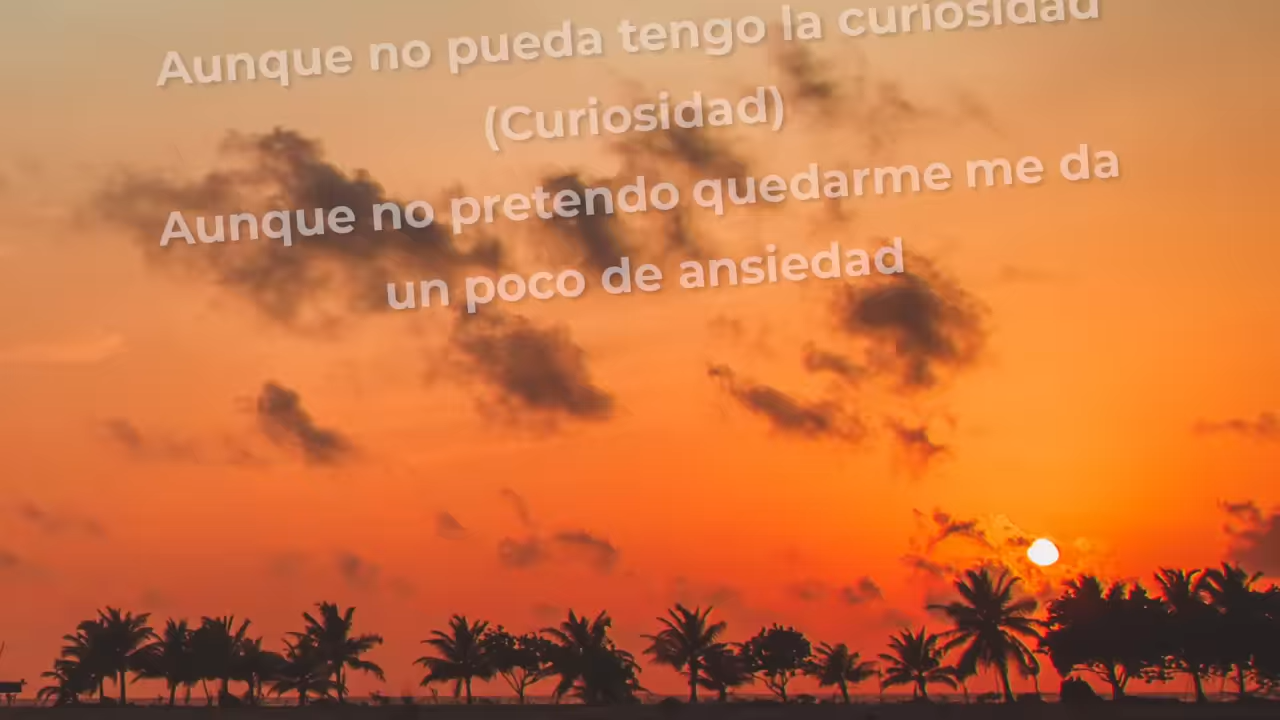 Aunque no pueda tengo la curiosidad
(Curiosidad)
Aunque no pretendo quedarme me da
un poco de ansiedad